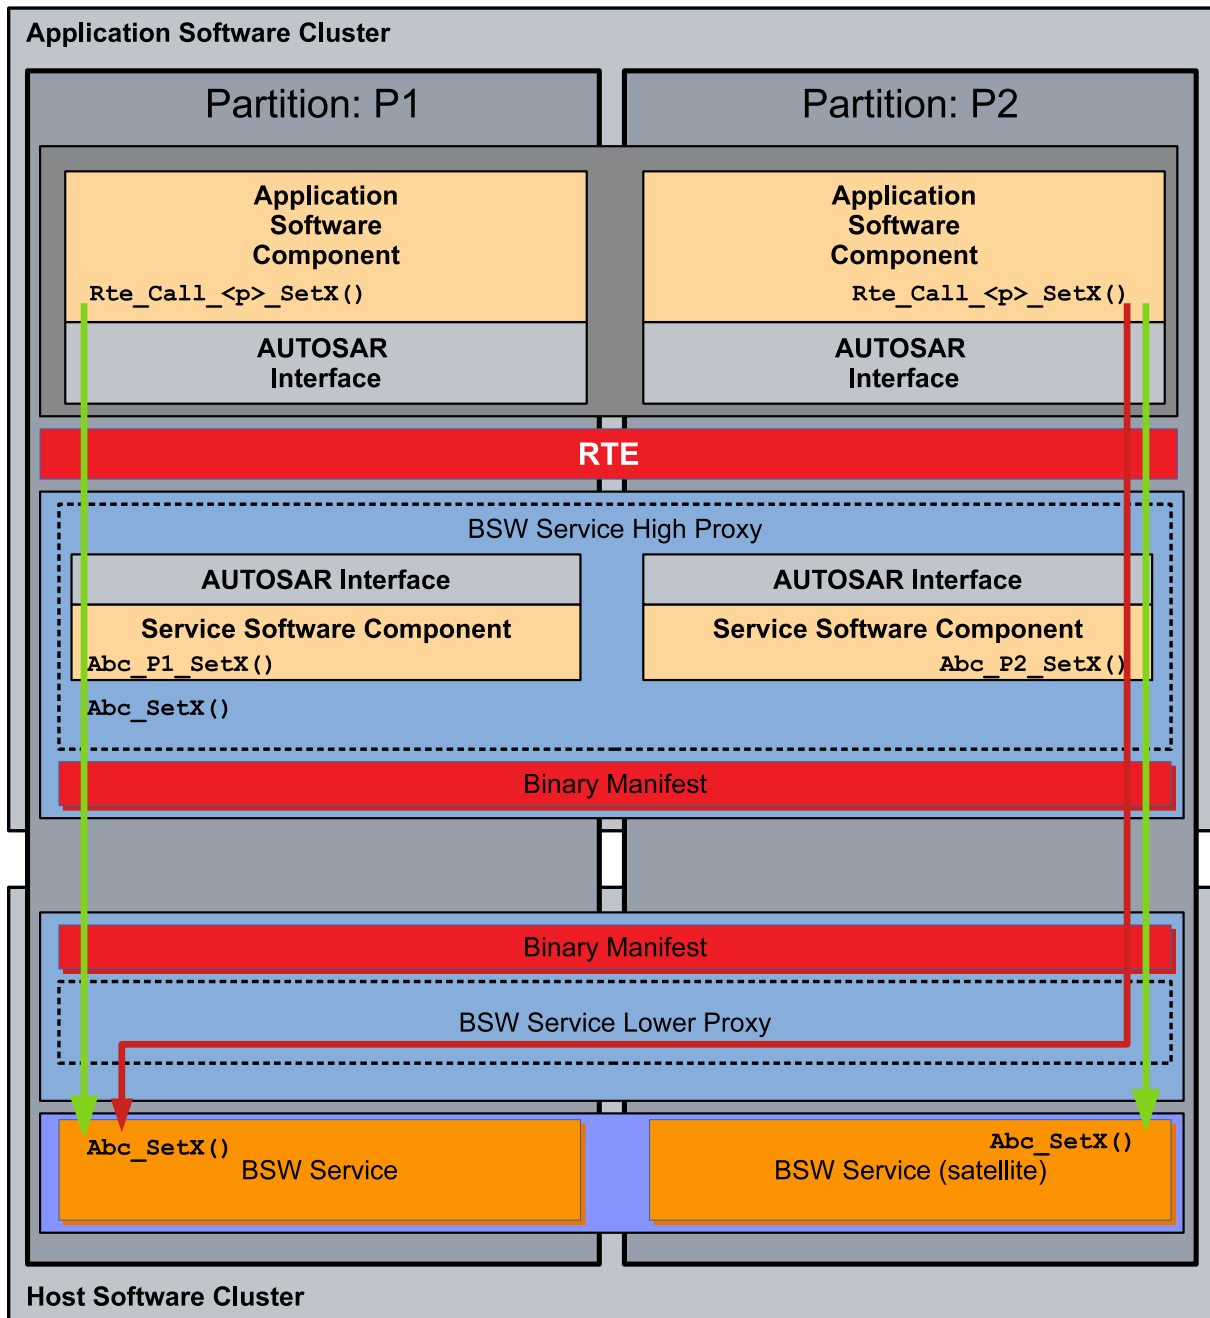 Application Software Cluster
Partition: P1
Partition: P2
Application
Software
Component
Rte_Call_<p>_SetX()
AUTOSAR
Interface
Application
Software
Component
Rte_Call_<p>_SetX()
AUTOSAR
Interface
RTE
BSW Service High Proxy
AUTOSAR Interface
Service Software Component
Abc_P1_SetX()
Abc_SetX()
AUTOSAR Interface
Service Software Component
Abc_P2_SetX()
Binary Manifest
Binary Manifest
BSW Service Lower Proxy
Abc_SetX()
BSW Service
Abc_SetX()
BSW Service (satellite)
Host Software Cluster